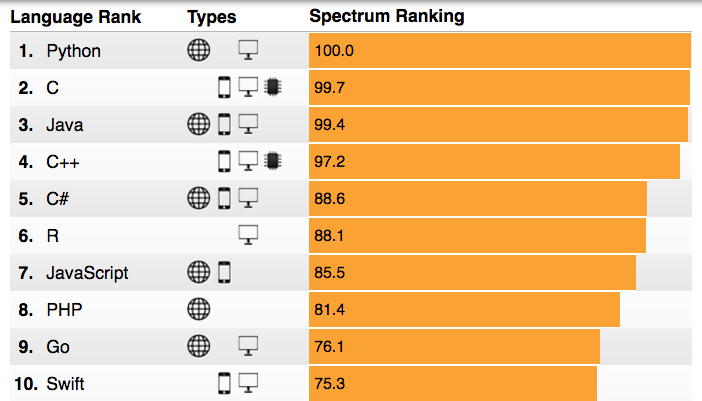 Language Rank Types Spectrum Ranking
1. Python 100.0
2. C 99.7
3. Java 99.4
4. C++ 97.2
5. C# 88.6
6. R 88.1
7. JavaScript 85.5
8. PHP 81.4
9. Go 76.1
10. Swift 75.3